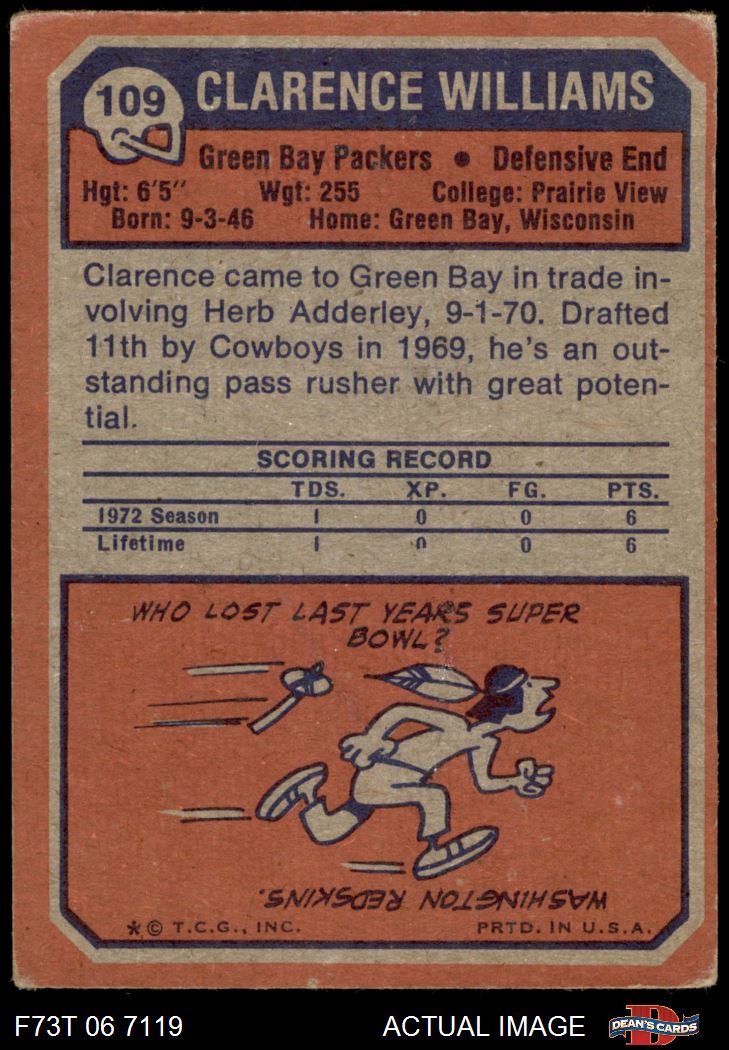 109 CLARENCE WILLIAMS
Green Bay Packers • Defensive End
Hgt: 6'5" Wgt: 255 College: Prairie View
Born: 9-3-46 Home: Green Bay, Wisconsin
Clarence came to Green Bay in trade in-
volving Herb Adderley, 9-1-70. Drafted
11th by Cowboys in 1969, he's an out-
standing pass rusher with great poten-
tial.
SCORING RECORD
TDS. XP. FG. PTS.
1972 Season 1 0 0 6
Lifetime 1 0 0 6
WHO LOST LAST YEARS SUPER
BOWL?
WASHINGTON REDSKINS.
*© T.C.G., INC. PRTD. IN U.S.A.
F73T 06 7119 ACTUAL IMAGE D DEAN'S CARDS